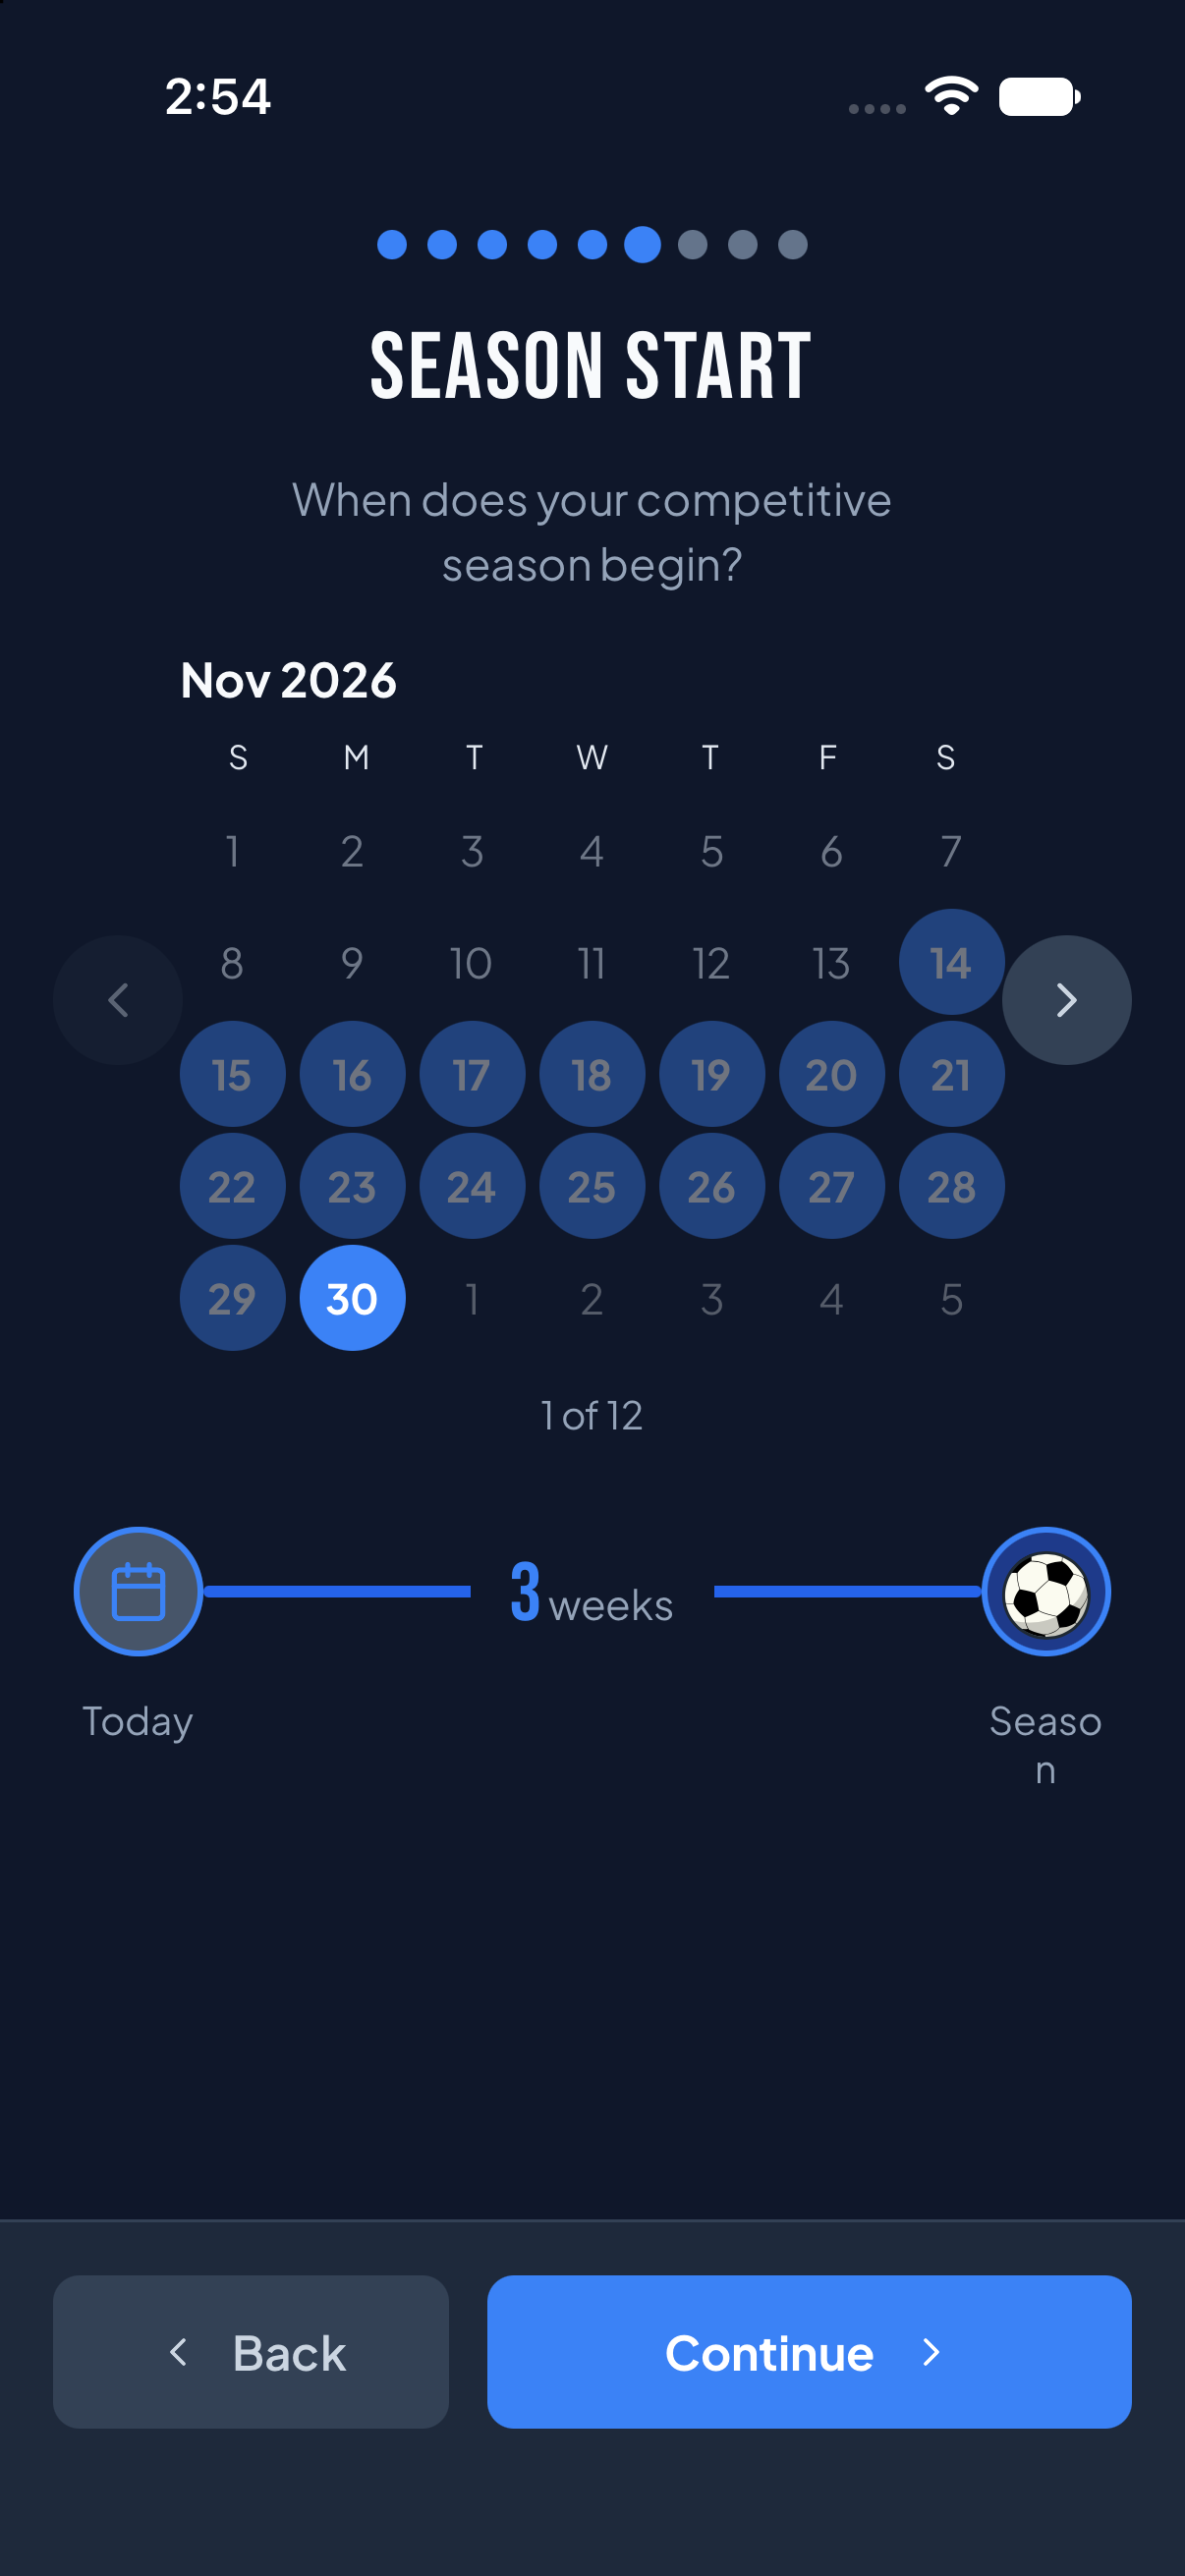 2:54
SEASON START
When does your competitive
season begin?
Nov 2026
S M T W T F S
1 2 3 4 5 6 7
8 9 10 11 12 13 14
15 16 17 18 19 20 21
22 23 24 25 26 27 28
29 30 1 2 3 4 5
1 of 12
3 weeks
Today
Seaso
n
Back
Continue